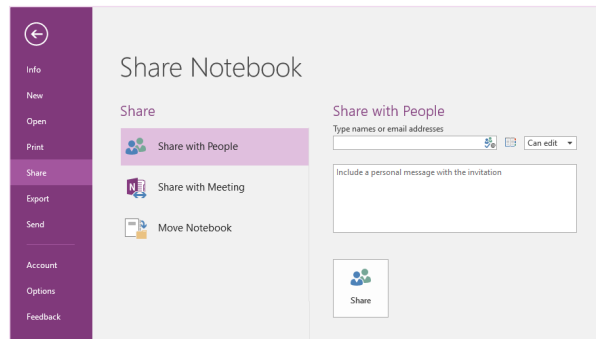 Info
New
Open
Print
Share
Export
Send
Account
Options
Feedback
Share Notebook
Share
Share with People
Share with Meeting
Move Notebook
Share with People
Type names or email addresses
Can edit
Include a personal message with the invitation
Share